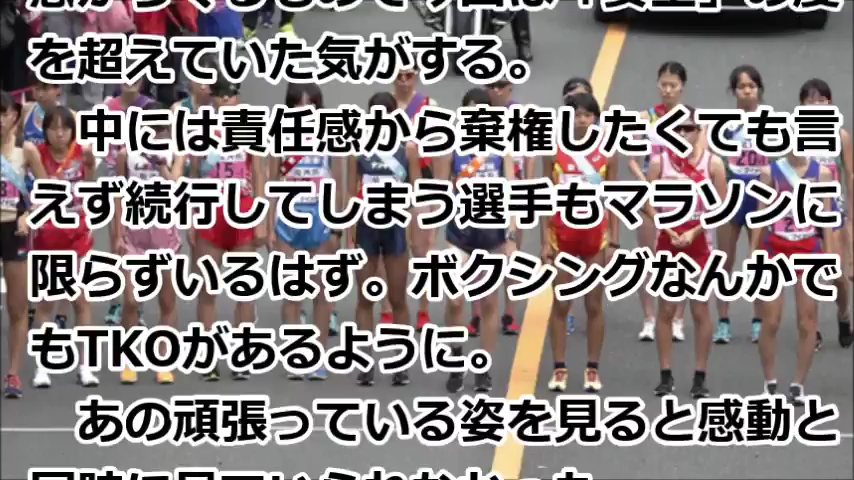 を超えていた気がする。
中には責任感から棄権したくても言
えず続行してしまう選手もマラソンに
限らずいるはず。ボクシングなんかで
もTKOがあるように。
あの頑張っている姿を見ると感動と